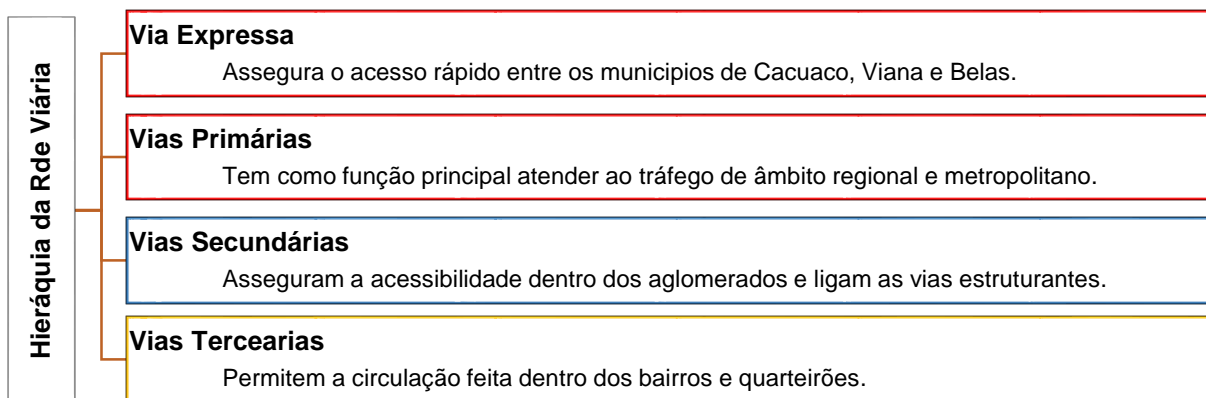 Hieráquia da Rde Viária
Via Expressa
Assegura o acesso rápido entre os municipios de Cacuaco, Viana e Belas.
Vias Primárias
Tem como função principal atender ao tráfego de âmbito regional e metropolitano.
Vias Secundárias
Asseguram a acessibilidade dentro dos aglomerados e ligam as vias estruturantes.
Vias Tercearias
Permitem a circulação feita dentro dos bairros e quarteirões.